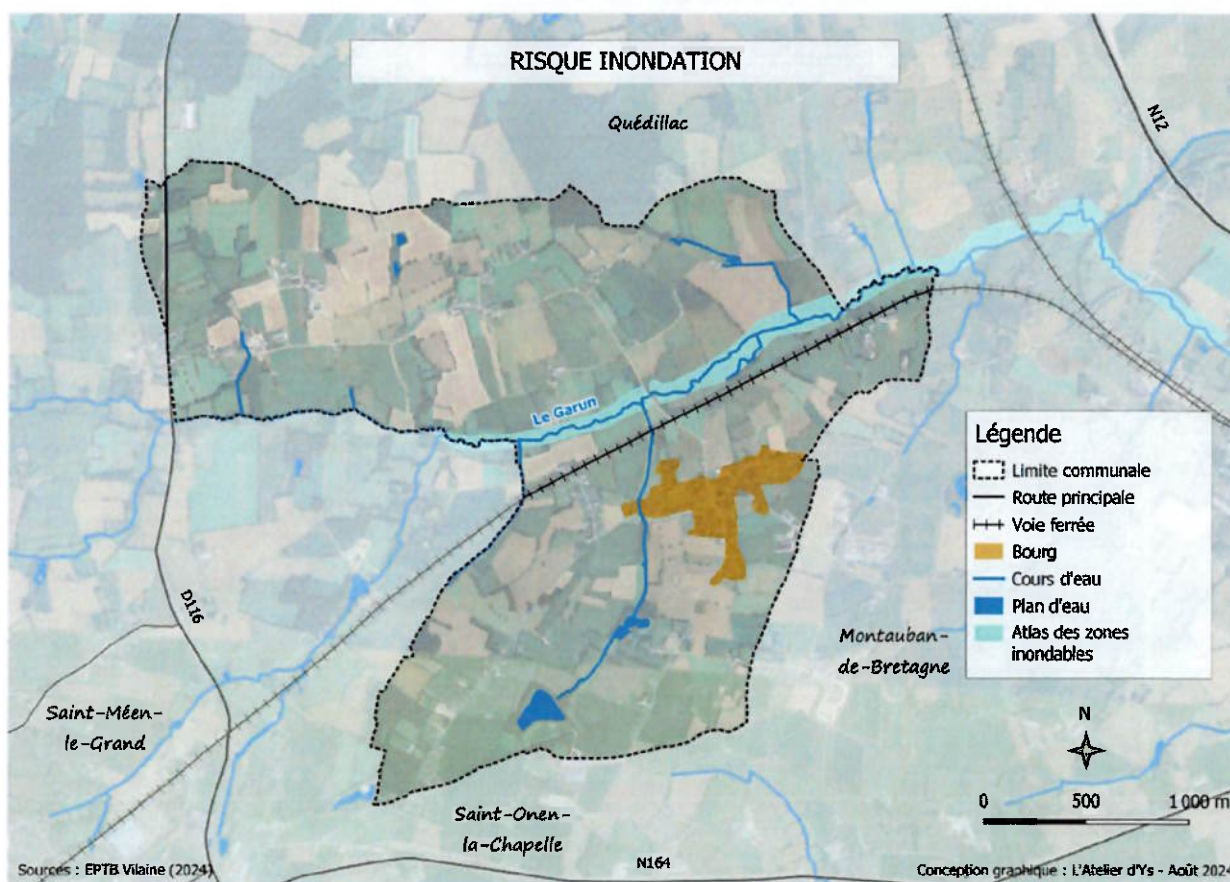 RISQUE INONDATION
Quédillac
N12
Le Garun
D116
Légende
Limite communale
Route principale
Voie ferrée
Bourg
Cours d'eau
Plan d'eau
Atlas des zones
inondables
Montauban-
de-Bretagne
Saint-Méen-
le-Grand
N
0 500 1 000 m
Saint-Onen-
la-Chapelle
N164
Sources : EPTB Vilaine (2024)
Conception graphique : L'Atelier d'Ys - Août 202